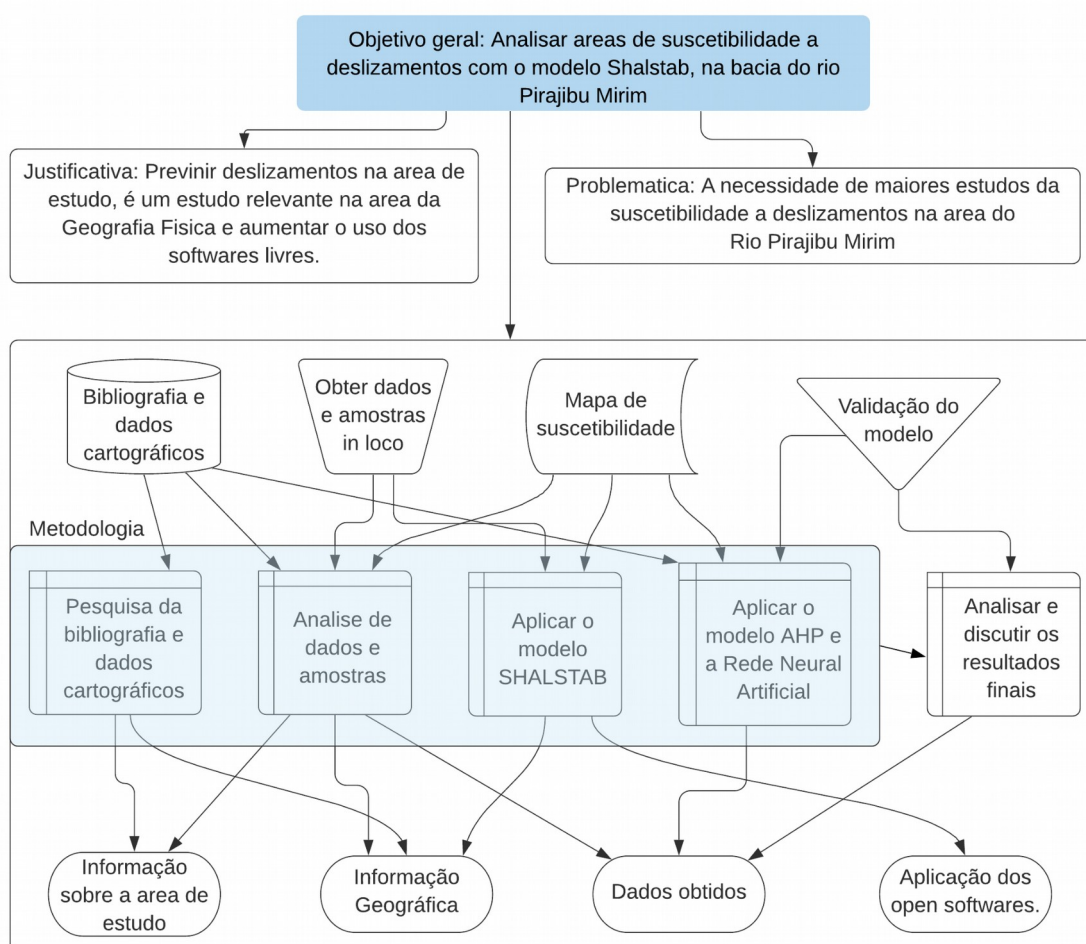 Objetivo geral: Analisar areas de suscetibilidade a
deslizamentos com o modelo Shalstab, na bacia do rio
Pirajibu Mirim
Justificativa: Previnir deslizamentos na area de
estudo, é um estudo relevante na area da
Geografia Fisica e aumentar o uso dos
softwares livres.
Problematica: A necessidade de maiores estudos da
suscetibilidade a deslizamentos na area do
Rio Pirajibu Mirim
Bibliografia e
dados
cartográficos
Obter dados
e amostras
in loco
Mapa de
suscetibilidade
Validação do
modelo
Metodologia
Pesquisa da
bibliografia e
dados
cartográficos
Analise de
dados e
amostras
Aplicar o
modelo
SHALSTAB
Aplicar o
modelo AHP e
a Rede Neural
Artificial
Analisar e
discutir os
resultados
finais
Informação
sobre a area de
estudo
Informação
Geográfica
Dados obtidos
Aplicação dos
open softwares.